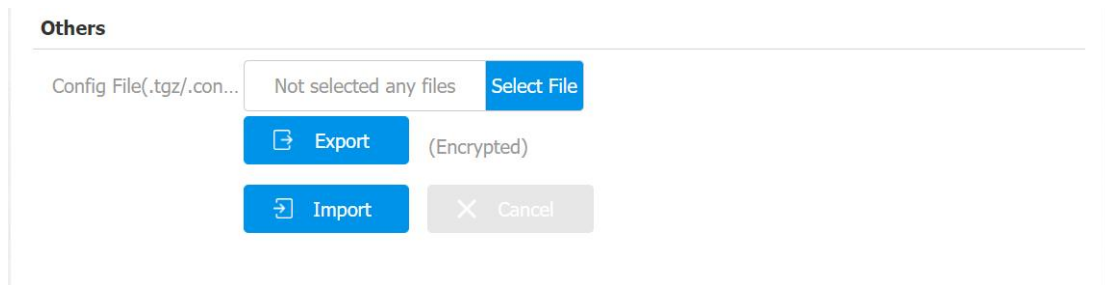 Others
Config File(.tgz/.con... Not selected any files Select File
Export (Encrypted)
Import Cancel